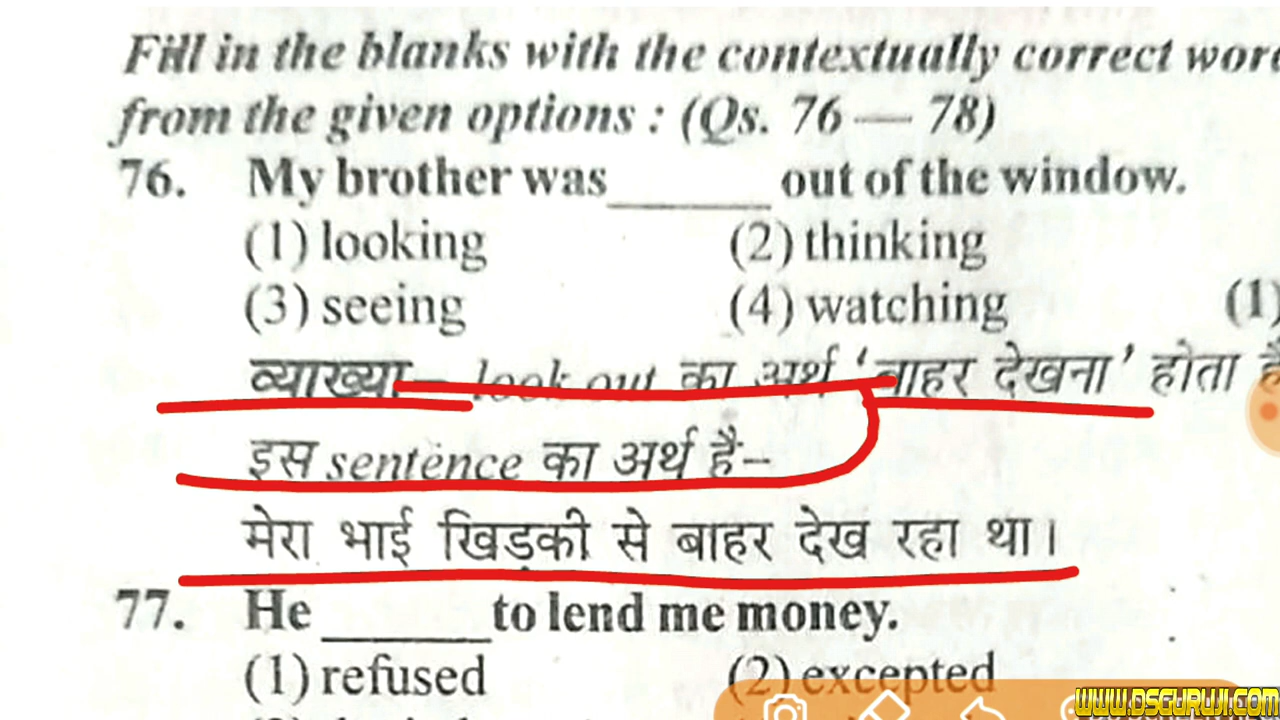 Fill in the blanks with the contextually correct
from the given options : (Qs. 76 — 78)
76. My brother was______ out of the window.
(1) looking (2) thinking
(3) seeing (4) watching (1)
व्याख्या– look out का अर्थ ‘बाहर देखना’ होता
इस sentence का अर्थ है–
मेरा भाई खिड़की से बाहर देख रहा था।
77. He ______to lend me money.
(1) refused (2) excepted
WWW.DSGURUJI.COM